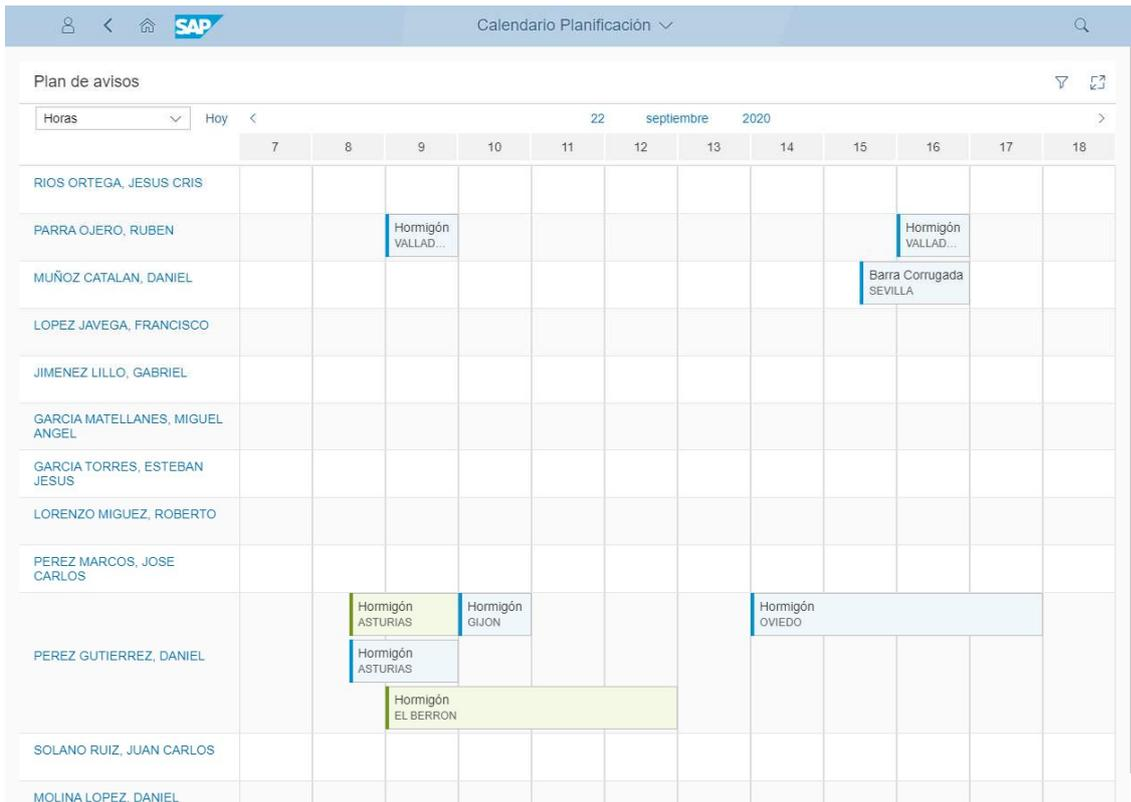 SAP
Calendario Planificación
Plan de avisos
Horas
Hoy
22 septiembre 2020
7 8 9 10 11 12 13 14 15 16 17 18
RIOS ORTEGA, JESUS CRIS
PARRA OJERO, RUBEN
Hormigón
VALLAD...
Hormigón
VALLAD...
MUÑOZ CATALAN, DANIEL
Barra Corrugada
SEVILLA
LOPEZ JAVEGA, FRANCISCO
JIMENEZ LILLO, GABRIEL
GARCIA MATELLANES, MIGUEL
ANGEL
GARCIA TORRES, ESTEBAN
JESUS
LORENZO MIGUEZ, ROBERTO
PEREZ MARCOS, JOSE
CARLOS
PEREZ GUTIERREZ, DANIEL
Hormigón
ASTURIAS
Hormigón
GIJON
Hormigón
OVIEDO
Hormigón
ASTURIAS
Hormigón
EL BERRON
SOLANO RUIZ, JUAN CARLOS
MOLINA LOPEZ, DANIEL